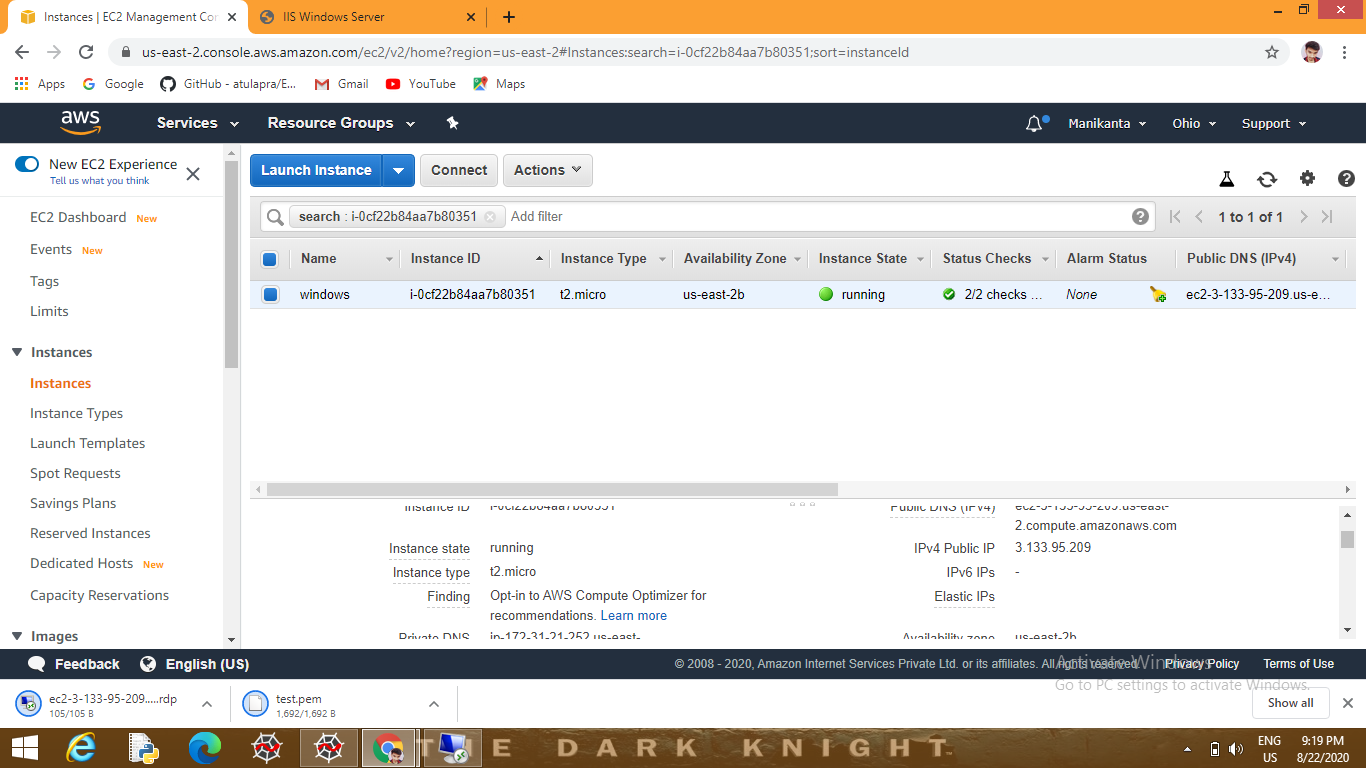 Instances | EC2 Management Con
IIS Windows Server
us-east-2.console.aws.amazon.com/ec2/v2/home?region=us-east-2#Instances:search=i-0cf22b84aa7b80351;sort=instanceId
Apps
Google
GitHub - atulapra/E...
Gmail
YouTube
Maps
aws
Services
Resource Groups
Manikanta
Ohio
Support
New EC2 Experience
Tell us what you think
EC2 Dashboard New
Events New
Tags
Limits
Instances
Instances
Instance Types
Launch Templates
Spot Requests
Savings Plans
Reserved Instances
Dedicated Hosts New
Capacity Reservations
Images
Launch Instance
Connect
Actions
search : i-0cf22b84aa7b80351
Add filter
1 to 1 of 1
Name Instance ID Instance Type Availability Zone Instance State Status Checks Alarm Status Public DNS (IPv4)
windows i-0cf22b84aa7b80351 t2.micro us-east-2b running 2/2 checks ... None ec2-3-133-95-209.us-e...
Instance ID i-0cf22b84aa7b80351
Instance state running
Instance type t2.micro
Finding Opt-in to AWS Compute Optimizer for
recommendations. Learn more
Private DNS ip-172-31-21-252.us-east-
Public DNS (IPv4) ec2-3-133-95-209.us-east-
2.compute.amazonaws.com
IPv4 Public IP 3.133.95.209
IPv6 IPs -
Elastic IPs
Availability zone us-east-2b
Feedback
English (US)
© 2008 - 2020, Amazon Internet Services Private Ltd. or its affiliates. All rights reserved.
Privacy Policy
Terms of Use
Activate Windows
Go to PC settings to activate Windows.
ec2-3-133-95-209.....rdp
105/105 B
test.pem
1,692/1,692 B
Show all
THE DARK KNIGHT
ENG
US
9:19 PM
8/22/2020